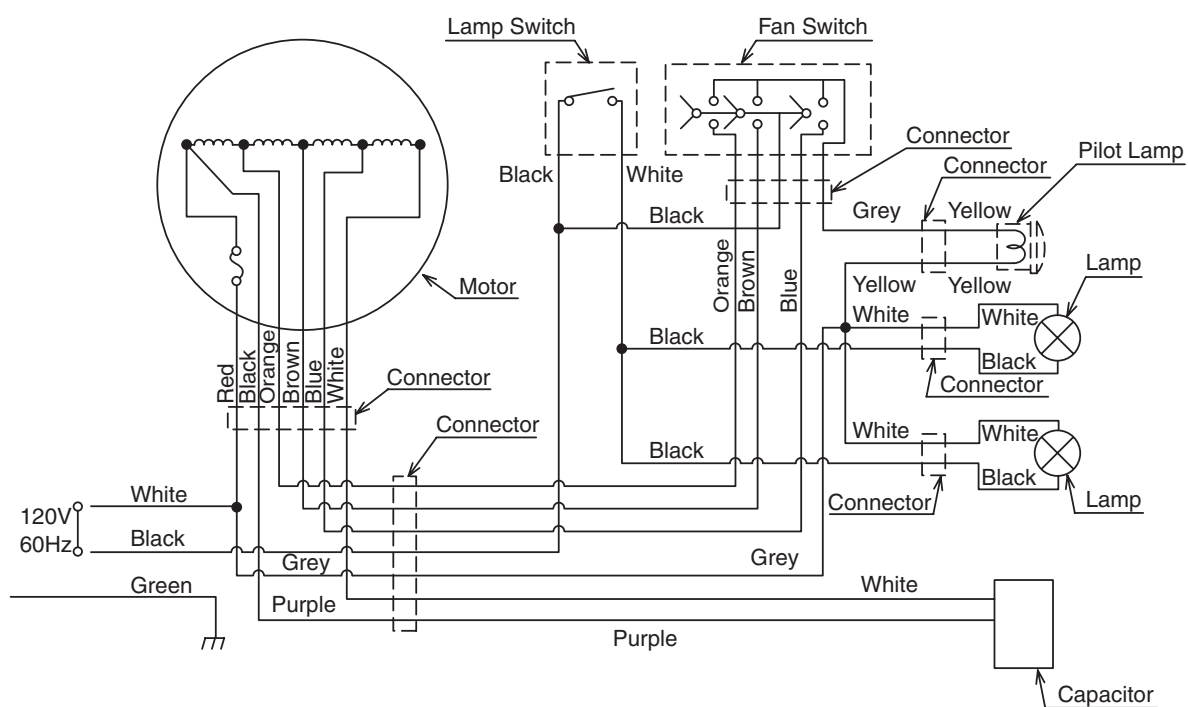 Lamp Switch
Fan Switch
Connector
Connector
Pilot Lamp
Black
White
Black
Grey
Yellow
Orange
Brown
Blue
Motor
Yellow
Yellow
Lamp
White
White
Black
Black
Connector
Red
Black
Orange
Brown
Blue
White
Connector
Connector
Black
White
White
Black
Connector
Lamp
120V
60Hz
White
Black
Grey
Grey
Green
Purple
White
Purple
Capacitor